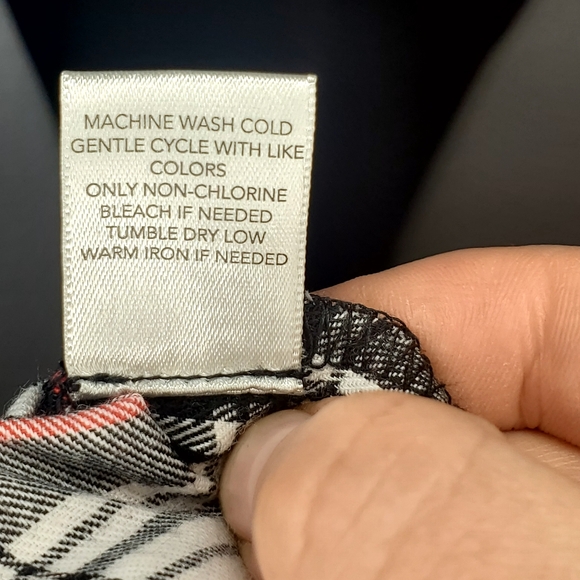 MACHINE WASH COLD
GENTLE CYCLE WITH LIKE
COLORS
ONLY NON-CHLORINE
BLEACH IF NEEDED
TUMBLE DRY LOW
WARM IRON IF NEEDED